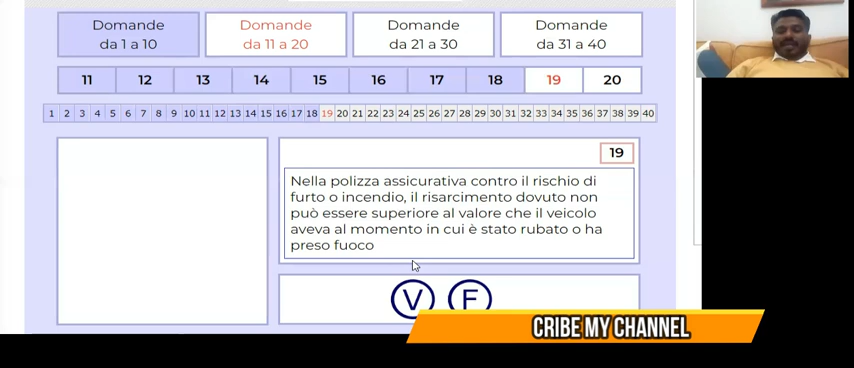 Domande
da 1 a 10
Domande
da 11 a 20
Domande
da 21 a 30
Domande
da 31 a 40
11 12 13 14 15 16 17 18 19 20
1 2 3 4 5 6 7 8 9 10 11 12 13 14 15 16 17 18 19 20 21 22 23 24 25 26 27 28 29 30 31 32 33 34 35 36 37 38 39 40
19
Nella polizza assicurativa contro il rischio di
furto o incendio, il risarcimento dovuto non
può essere superiore al valore che il veicolo
aveva al momento in cui è stato rubato o ha
preso fuoco
V F
CRIBE MY CHANNEL